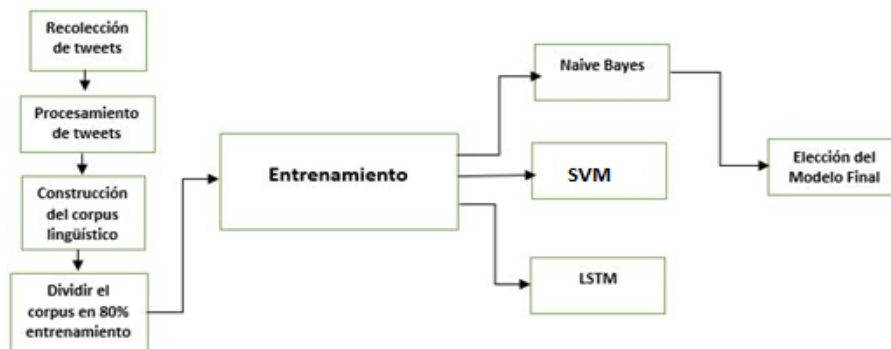 Recolección
de tweets
Procesamiento
de tweets
Construcción
del corpus
lingüístico
Dividir el
corpus en 80%
entrenamiento
Entrenamiento
Naive Bayes
SVM
LSTM
Elección del
Modelo Final